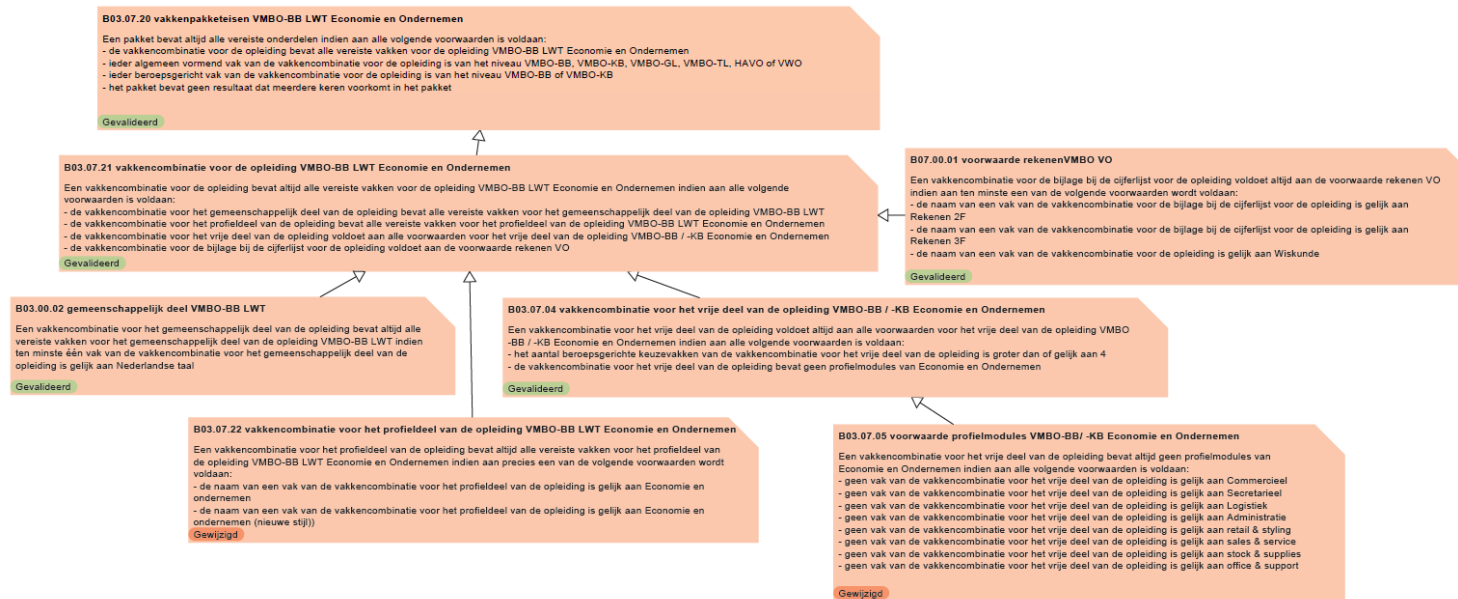 B03.07.20 vakkenpakketeisen VMBO-BB LWT Economie en Ondernemen
Een pakket bevat altijd alle vereiste onderdelen indien aan alle volgende voorwaarden is voldaan:
- de vakkencombinatie voor de opleiding bevat alle vereiste vakken voor de opleiding VMBO-BB LWT Economie en Ondernemen
- ieder algemeen vormend vak van de vakkencombinatie voor de opleiding is van het niveau VMBO-BB, VMBO-KB, VMBO-GL, VMBO-TL, HAVO of VWO
- ieder beroepsgericht vak van de vakkencombinatie voor de opleiding is van het niveau VMBO-BB of VMBO-KB
- het pakket bevat geen resultaat dat meerdere keren voorkomt in het pakket
Gevalideerd
B03.07.21 vakkencombinatie voor de opleiding VMBO-BB LWT Economie en Ondernemen
Een vakkencombinatie voor de opleiding bevat altijd alle vereiste vakken voor de opleiding VMBO-BB LWT Economie en Ondernemen indien aan alle volgende
voorwaarden is voldaan:
- de vakkencombinatie voor het gemeenschappelijk deel van de opleiding bevat alle vereiste vakken voor het gemeenschappelijk deel van de opleiding VMBO-BB LWT
- de vakkencombinatie voor het profieldeel van de opleiding bevat alle vereiste vakken voor het profieldeel van de opleiding VMBO-BB LWT Economie en Ondernemen
- de vakkencombinatie voor het vrije deel van de opleiding voldoet aan alle voorwaarden voor het vrije deel van de opleiding VMBO-BB / -KB Economie en Ondernemen
- de vakkencombinatie voor de bijlage bij de cijferlijst voor de opleiding voldoet aan de voorwaarde rekenen VO
Gevalideerd
B07.00.01 voorwaarde rekenenVMBO VO
Een vakkencombinatie voor de bijlage bij de cijferlijst voor de opleiding voldoet altijd aan de voorwaarde rekenen VO
indien aan ten minste een van de volgende voorwaarden wordt voldaan:
- de naam van een vak van de vakkencombinatie voor de bijlage bij de cijferlijst voor de opleiding is gelijk aan
Rekenen 2F
- de naam van een vak van de vakkencombinatie voor de bijlage bij de cijferlijst voor de opleiding is gelijk aan
Rekenen 3F
- de naam van een vak van de vakkencombinatie voor de opleiding is gelijk aan Wiskunde
Gevalideerd
B03.00.02 gemeenschappelijk deel VMBO-BB LWT
Een vakkencombinatie voor het gemeenschappelijk deel van de opleiding bevat altijd alle
vereiste vakken voor het gemeenschappelijk deel van de opleiding VMBO-BB LWT indien
ten minste één vak van de vakkencombinatie voor het gemeenschappelijk deel van de
opleiding is gelijk aan Nederlandse taal
Gevalideerd
B03.07.04 vakkencombinatie voor het vrije deel van de opleiding VMBO-BB / -KB Economie en Ondernemen
Een vakkencombinatie voor het vrije deel van de opleiding voldoet altijd aan alle voorwaarden voor het vrije deel van de opleiding VMBO
-BB / -KB Economie en Ondernemen indien aan alle volgende voorwaarden is voldaan:
- het aantal beroepsgerichte keuzevakken van de vakkencombinatie voor het vrije deel van de opleiding is groter dan of gelijk aan 4
- de vakkencombinatie voor het vrije deel van de opleiding bevat geen profielmodules van Economie en Ondernemen
Gevalideerd
B03.07.22 vakkencombinatie voor het profieldeel van de opleiding VMBO-BB LWT Economie en Ondernemen
Een vakkencombinatie voor het profieldeel van de opleiding bevat altijd alle vereiste vakken voor het profieldeel van
de opleiding VMBO-BB LWT Economie en Ondernemen indien aan precies een van de volgende voorwaarden wordt
voldaan:
- de naam van een vak van de vakkencombinatie voor het profieldeel van de opleiding is gelijk aan Economie en
ondernemen
- de naam van een vak van de vakkencombinatie voor het profieldeel van de opleiding is gelijk aan Economie en
ondernemen (nieuwe stijl))
Gewijzigd
B03.07.05 voorwaarde profielmodules VMBO-BB/ -KB Economie en Ondernemen
Een vakkencombinatie voor het vrije deel van de opleiding bevat altijd geen profielmodules van
Economie en Ondernemen indien aan alle volgende voorwaarden is voldaan:
- geen vak van de vakkencombinatie voor het vrije deel van de opleiding is gelijk aan Commercieel
- geen vak van de vakkencombinatie voor het vrije deel van de opleiding is gelijk aan Secretarieel
- geen vak van de vakkencombinatie voor het vrije deel van de opleiding is gelijk aan Logistiek
- geen vak van de vakkencombinatie voor het vrije deel van de opleiding is gelijk aan Administratie
- geen vak van de vakkencombinatie voor het vrije deel van de opleiding is gelijk aan retail & styling
- geen vak van de vakkencombinatie voor het vrije deel van de opleiding is gelijk aan sales & service
- geen vak van de vakkencombinatie voor het vrije deel van de opleiding is gelijk aan stock & supplies
- geen vak van de vakkencombinatie voor het vrije deel van de opleiding is gelijk aan office & support
Gewijzigd